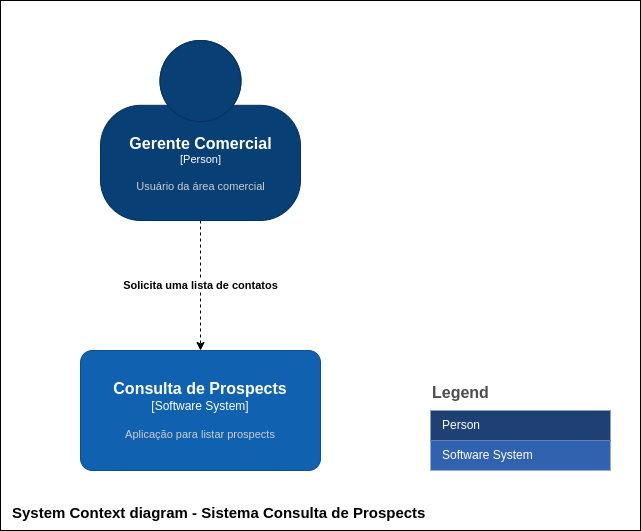 Gerente Comercial
[Person]
Usuário da área comercial
Solicita uma lista de contatos
Consulta de Prospects
[Software System]
Aplicação para listar prospects
Legend
Person
Software System
System Context diagram - Sistema Consulta de Prospects